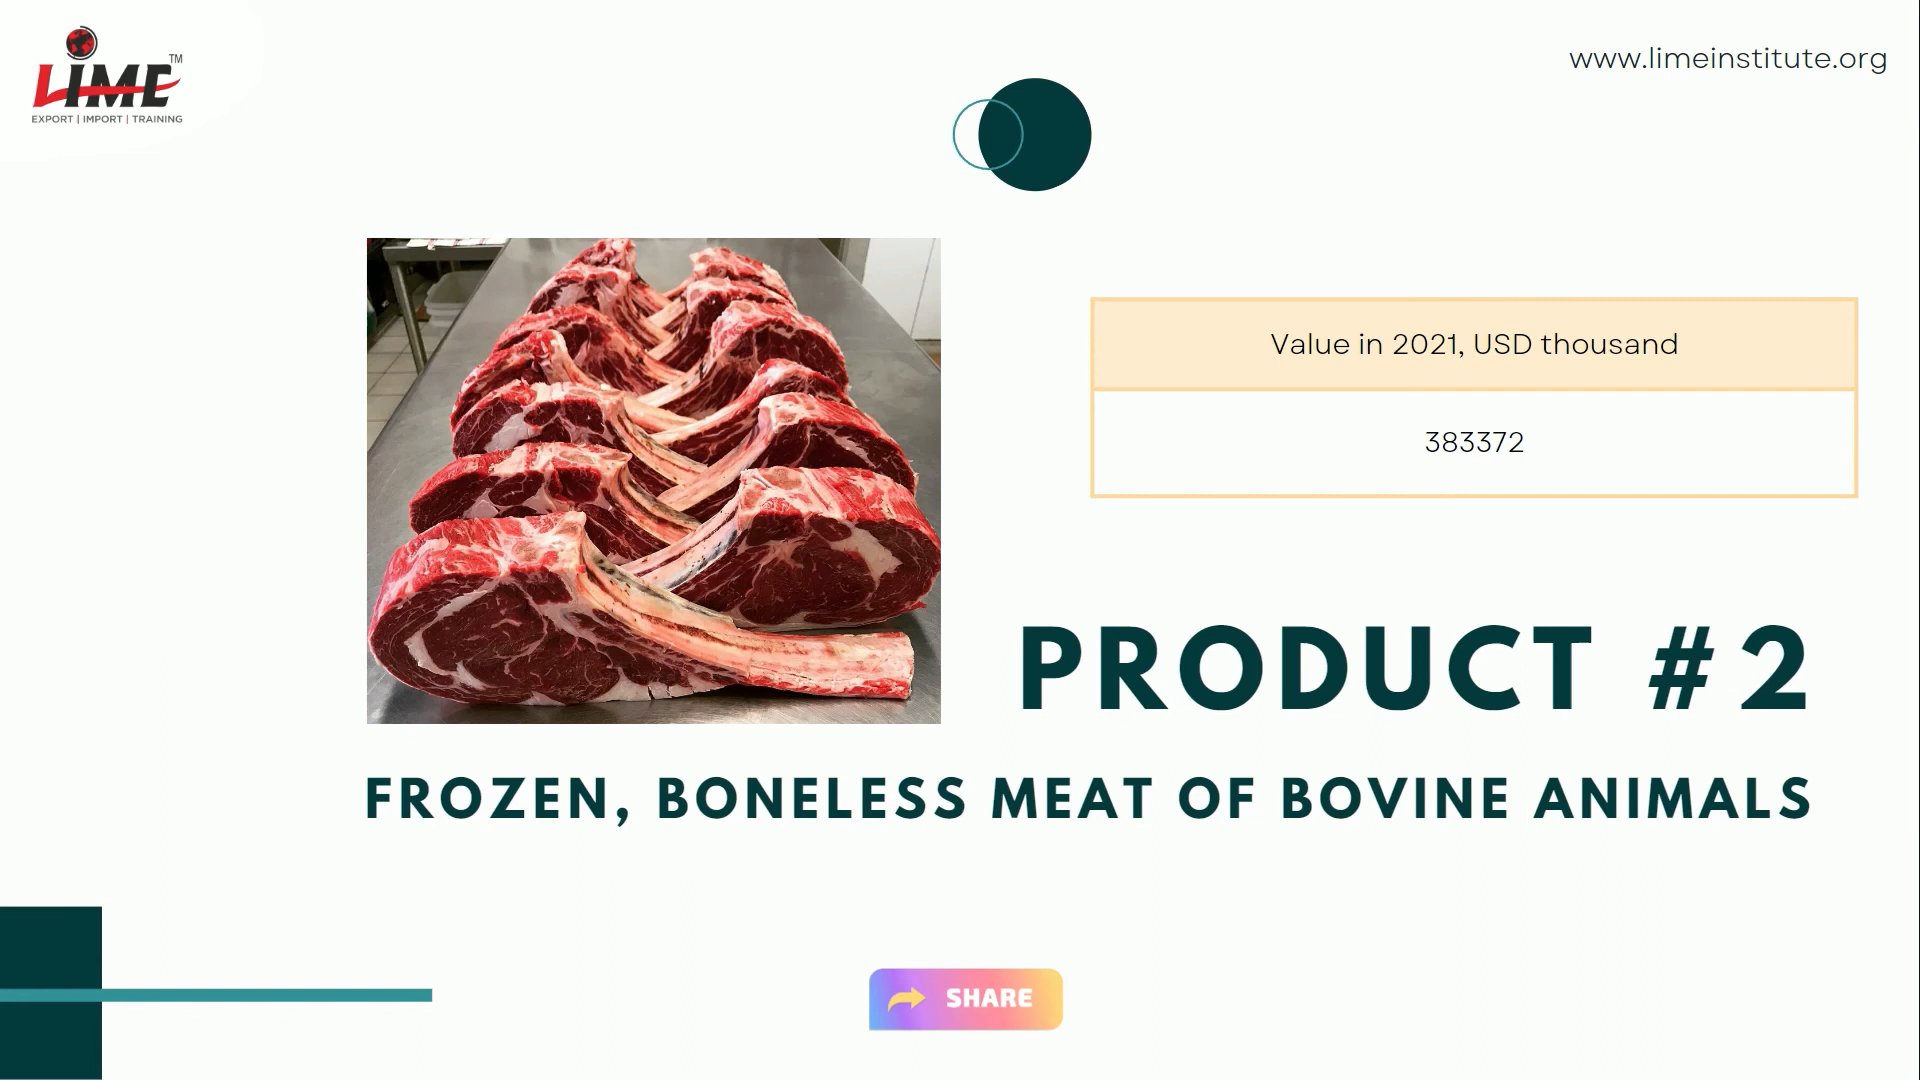 LIME TM
EXPORT | IMPORT | TRAINING
www.limeinstitute.org
Value in 2021, USD thousand
383372
PRODUCT #2
FROZEN, BONELESS MEAT OF BOVINE ANIMALS
SHARE